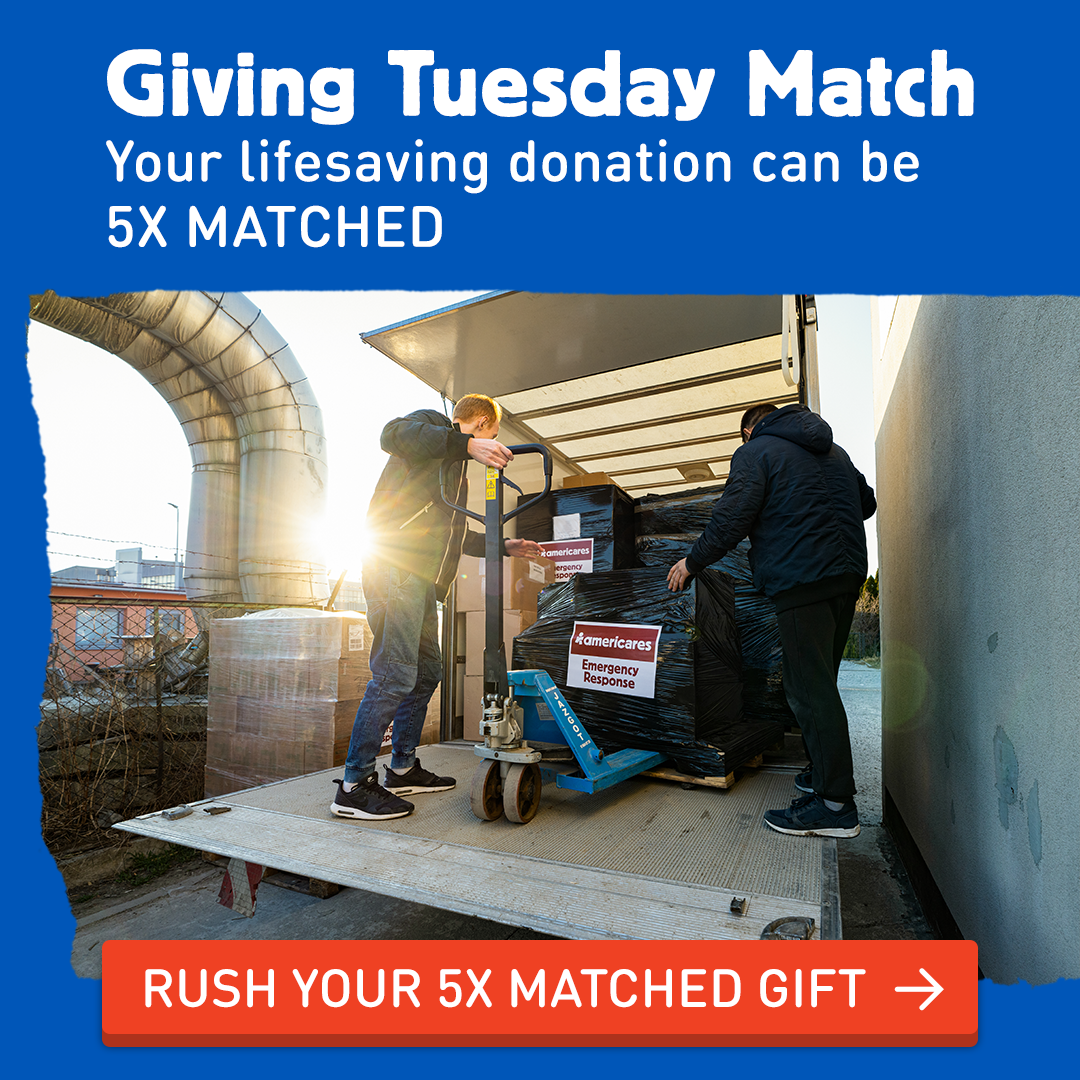 Giving Tuesday Match
Your lifesaving donation can be
5X MATCHED
americares
Emergency
americares
Emergency
Response
JAZGOT
RUSH YOUR 5X MATCHED GIFT